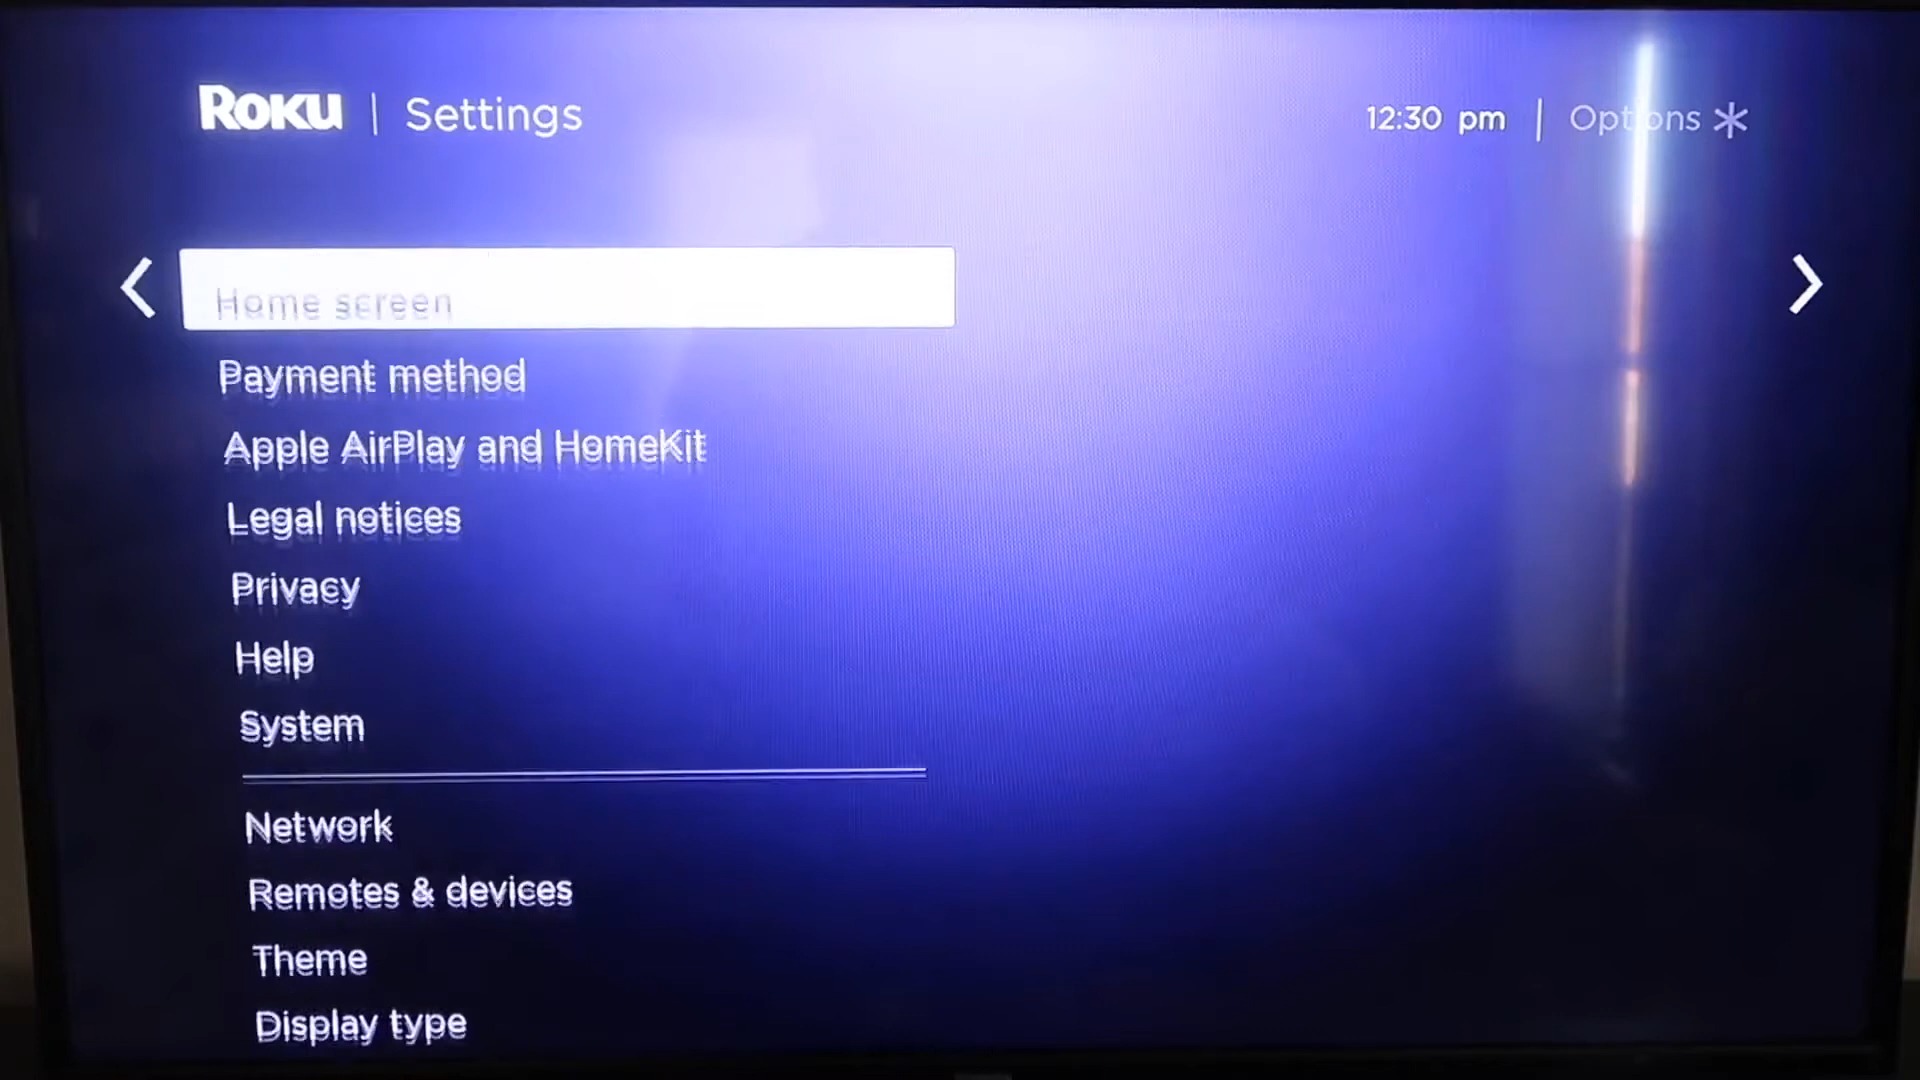 Roku | Settings
12:30 pm | Options *
Home screen
Payment method
Apple AirPlay and HomeKit
Legal notices
Privacy
Help
System
Network
Remotes & devices
Theme
Display type